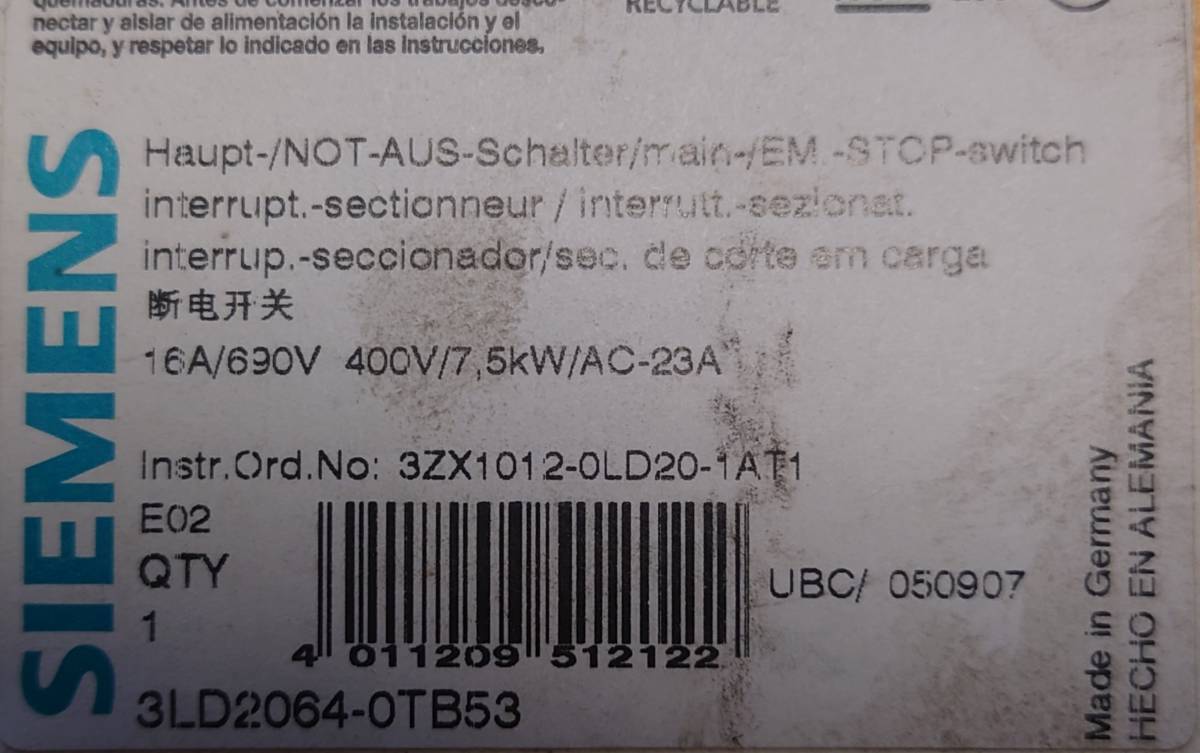 nectar y aislar de alimentación la instalación y el
equipo, y respetar lo indicado en las instrucciones.
RECYCLABLE
SIEMENS
Haupt-/NOT-AUS-Schalter/main-/EM.-STOP-switch
interrupt.-sectionneur / interrutt.-sezionat.
interrup.-seccionador/sec. de corte em carga
断电开关
16A/690V 400V/7,5kW/AC-23A
Instr.Ord.No: 3ZX1012-0LD20-1AT1
E02
QTY
1
4 011209 512122
UBC/ 050907
3LD2064-0TB53
Made in Germany
HECHO EN ALEMANIA